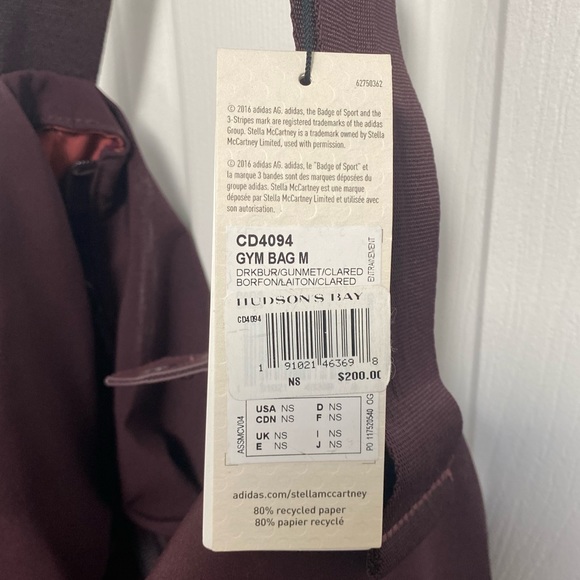 62750362
© 2016 adidas AG. adidas, the Badge of Sport and the
3-Stripes mark are registered trademarks of the adidas
Group. Stella McCartney is a trademark owned by Stella
McCartney Limited, used with permission.
© 2016 adidas AG. adidas, le "Badge of Sport" et
la marque 3 bandes sont des marques déposées du
groupe adidas. Stella McCartney est une marque
déposée par Stella McCartney Limited et utilisée avec
son autorisation.
CD4094
GYM BAG M
DRKBUR/GUNMET/CLARED
BORFON/LAITON/CLARED
ENTRAINEMENT
HUDSON'S BAY
CD4094
1 91021 46369 8
NS $200.00
ASSMCV04
USA NS D NS
CDN NS F NS
UK NS I NS
E NS J NS
PO 117529540 OG
adidas.com/stellamccartney
80% recycled paper
80% papier recyclé